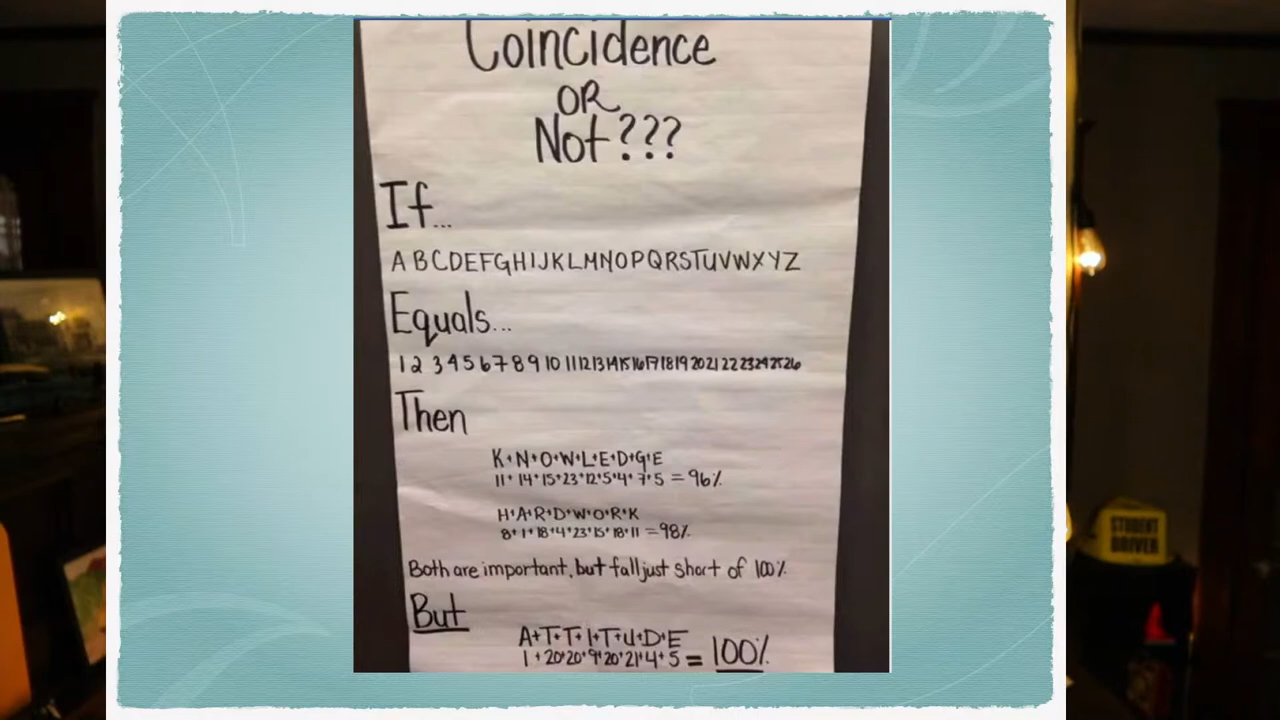 Coincidence
OR
Not???
If...
A B C D E F G H I J K L M N O P Q R S T U V W X Y Z
Equals...
1 2 3 4 5 6 7 8 9 10 11 12 13 14 15 16 17 18 19 20 21 22 23 24 25 26
Then
K+N+O+W+L+E+D+G+E
11+14+15+23+12+5+4+7+5 = 96%
H+A+R+D+W+O+R+K
8+1+18+4+23+15+18+11 = 98%
Both are important, but fall just short of 100%
But
A+T+T+I+T+U+D+E
1+20+20+9+20+21+4+5 = 100%
STUDENT
DRIVER